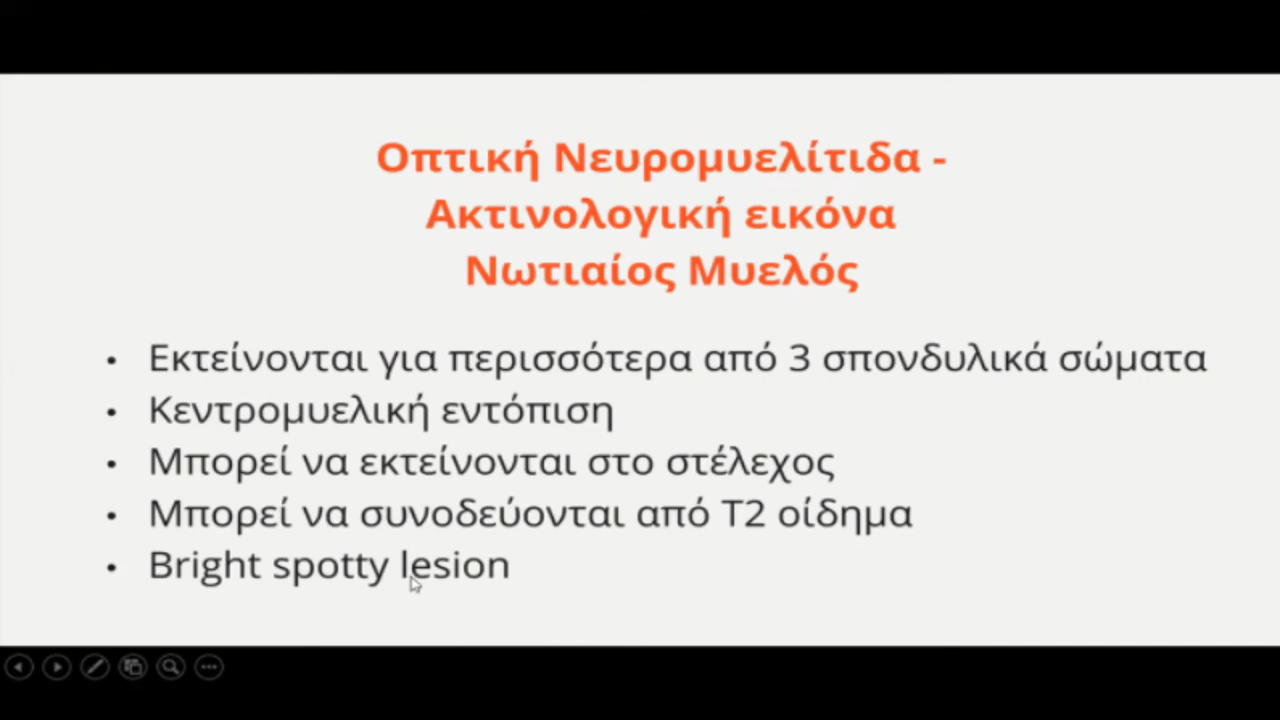 Οπτική Νευρομυελίτιδα -
Ακτινολογική εικόνα
Νωτιαίος Μυελός
• Εκτείνονται για περισσότερα από 3 σπονδυλικά σώματα
• Κεντρομυελική εντόπιση
• Μπορεί να εκτείνονται στο στέλεχος
• Μπορεί να συνοδεύονται από Τ2 οίδημα
• Bright spotty lesion